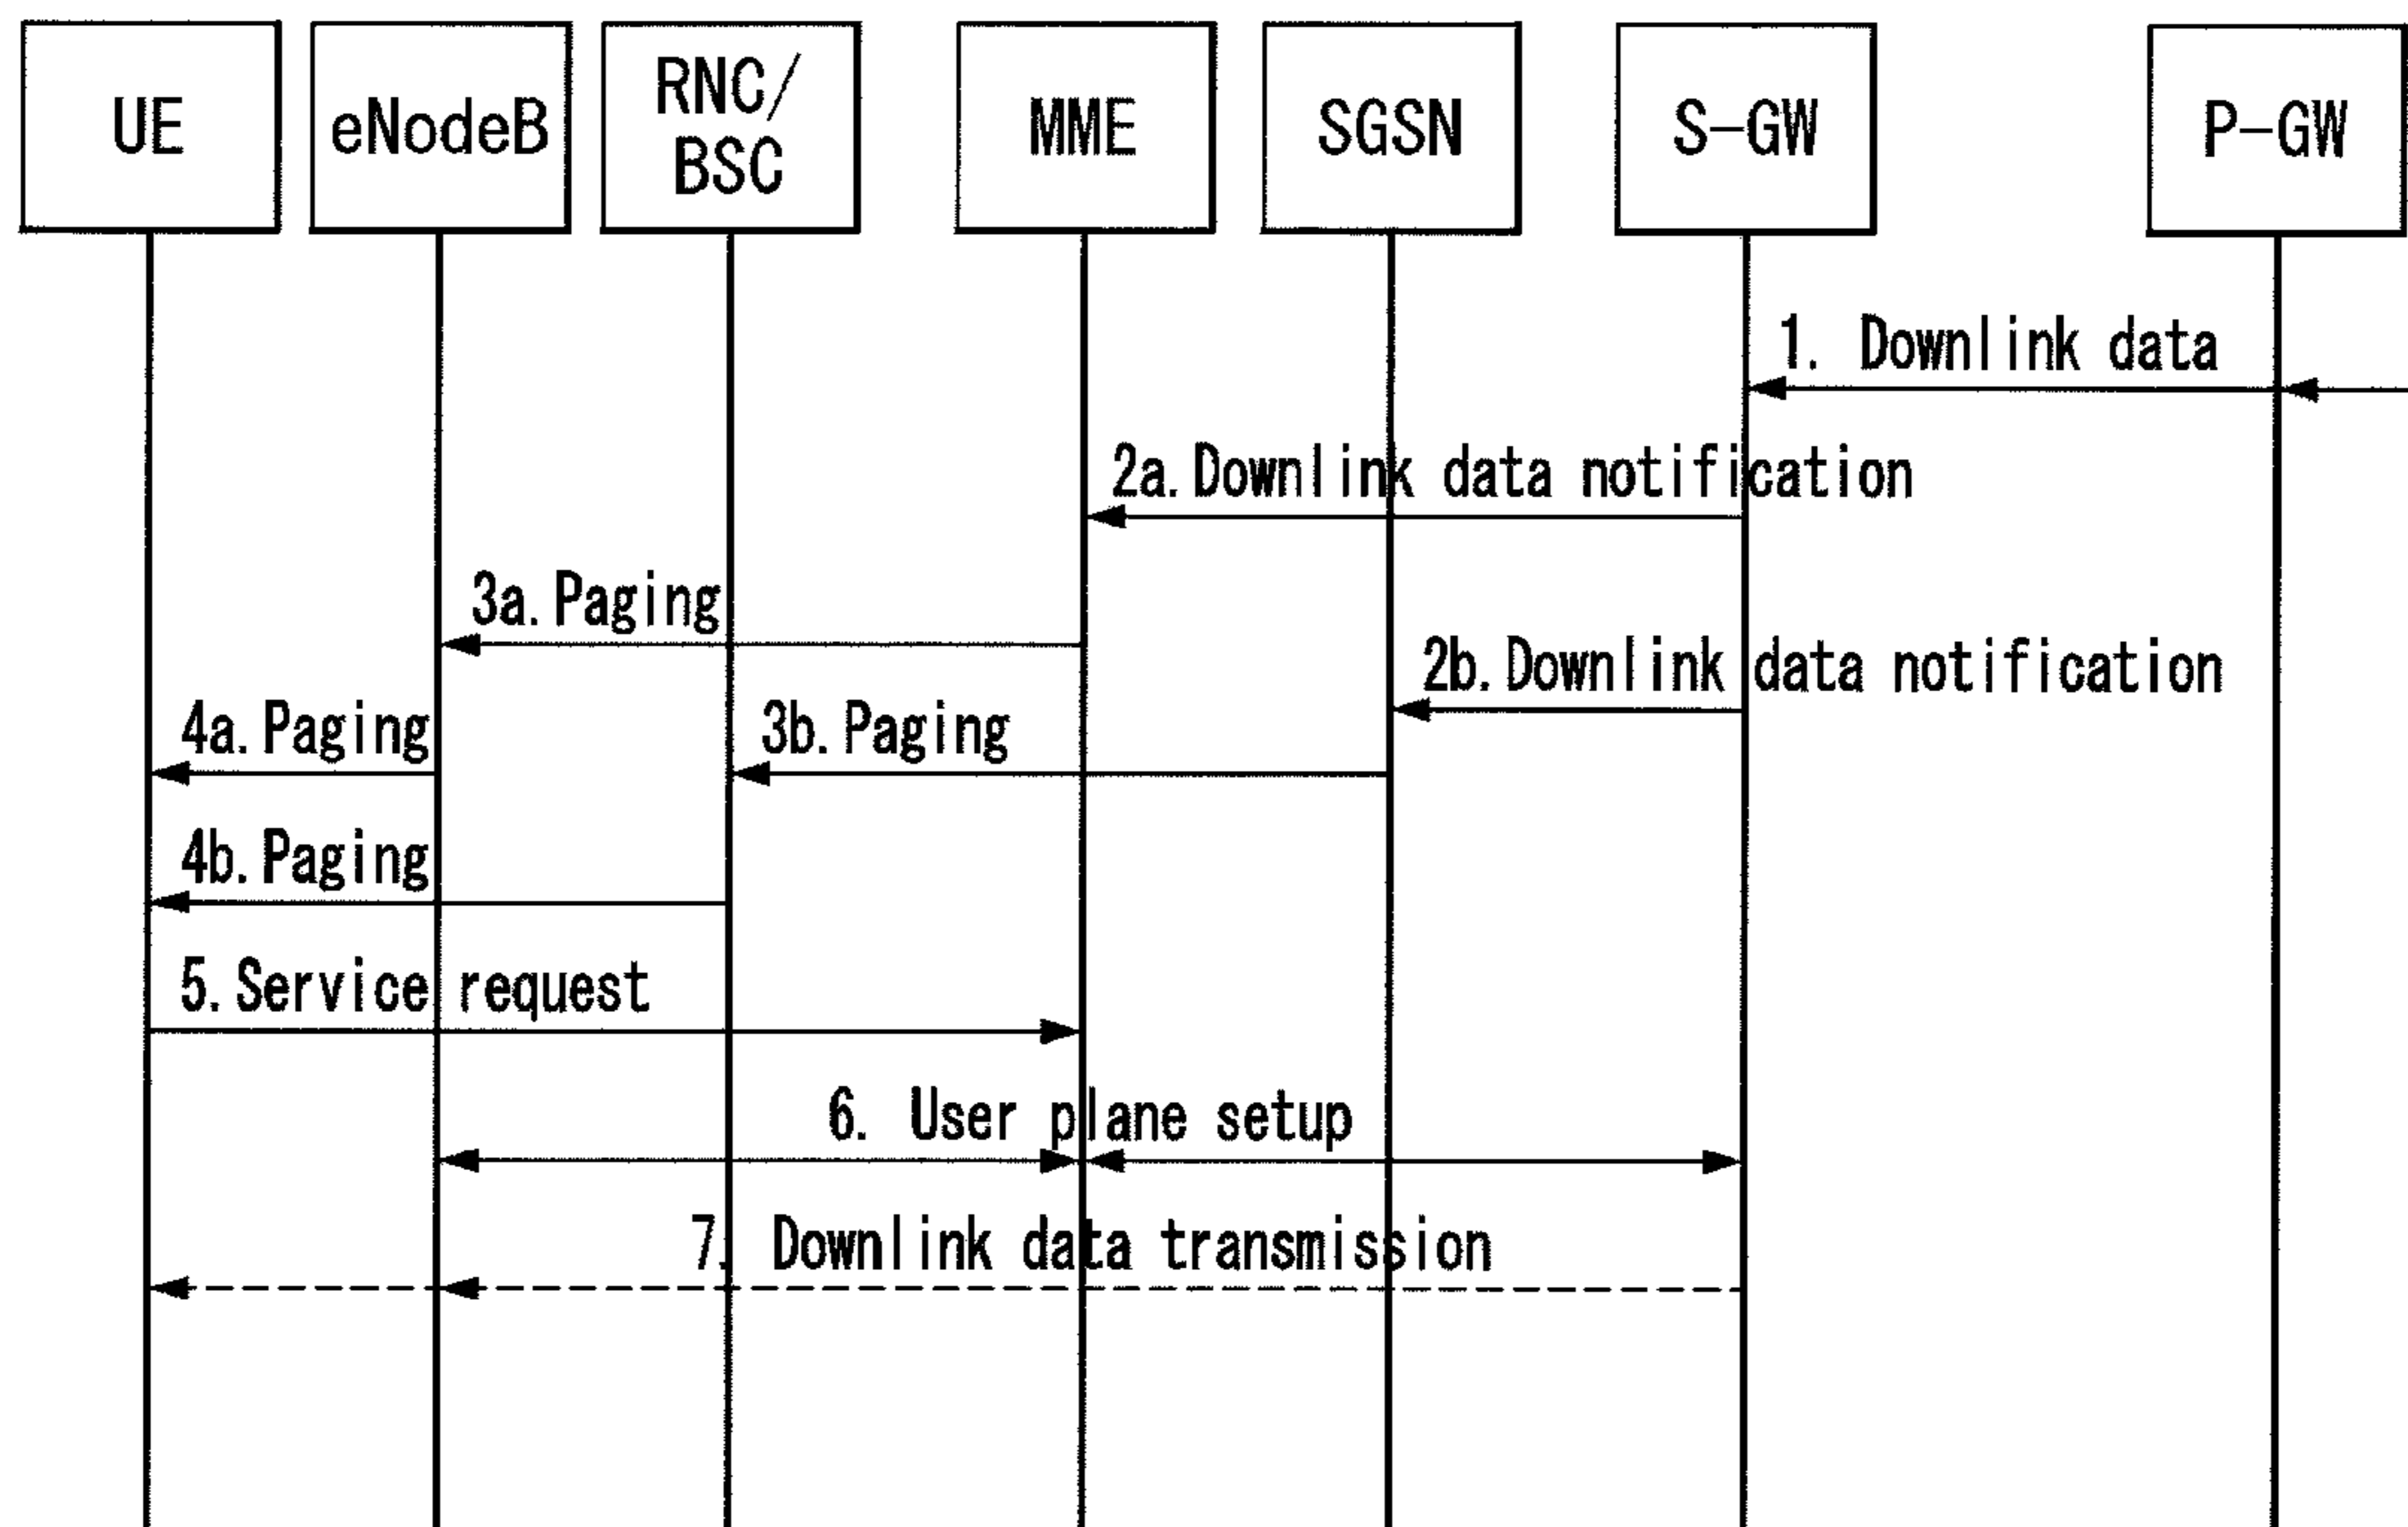 UE
eNodeB
RNC/
BSC
MME
SGSN
S-GW
P-GW
1. Downlink data
2a. Downlink data notification
3a. Paging
2b. Downlink data notification
4a. Paging
3b. Paging
4b. Paging
5. Service request
6. User plane setup
7. Downlink data transmission